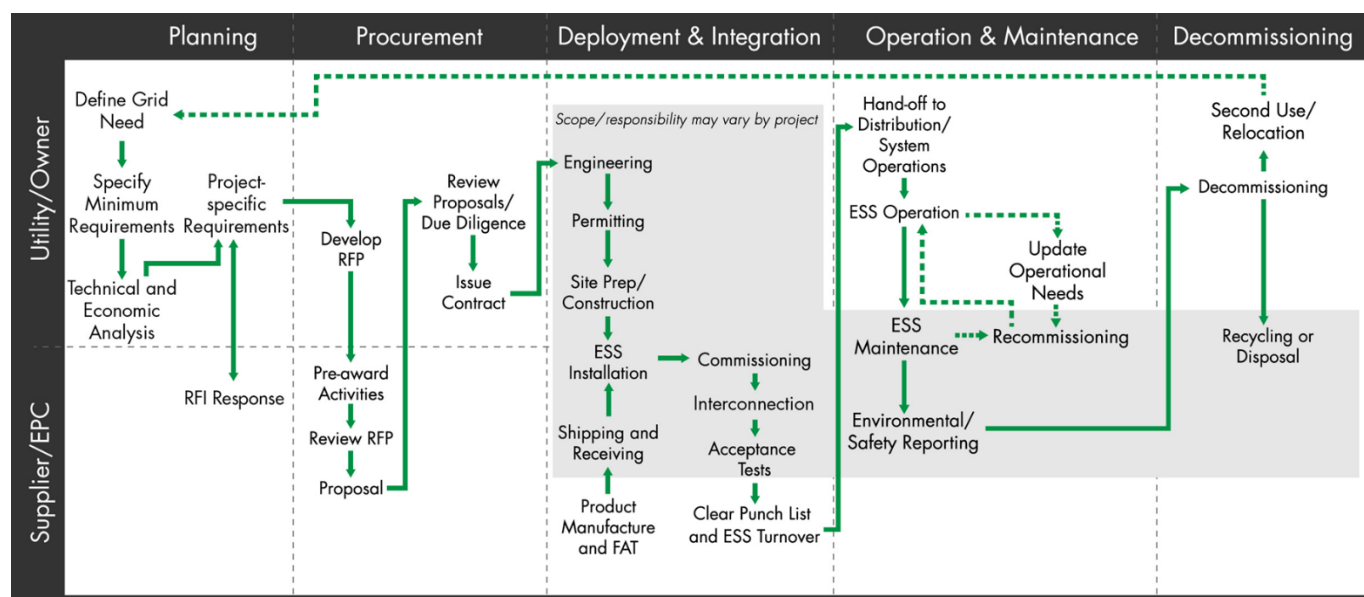 Planning
Procurement
Deployment & Integration
Operation & Maintenance
Decommissioning
Utility/Owner
Supplier/EPC
Define Grid
Need
Specify
Minimum
Requirements
Technical and
Economic
Analysis
Project-
specific
Requirements
RFI Response
Develop
RFP
Pre-award
Activities
Review RFP
Proposal
Review
Proposals/
Due Diligence
Issue
Contract
Scope/responsibility may vary by project
Engineering
Permitting
Site Prep/
Construction
ESS
Installation
Shipping and
Receiving
Product
Manufacture
and FAT
Commissioning
Interconnection
Acceptance
Tests
Clear Punch List
and ESS Turnover
Hand-off to
Distribution/
System
Operations
ESS Operation
Update
Operational
Needs
ESS
Maintenance
Recommissioning
Environmental/
Safety Reporting
Second Use/
Relocation
Decommissioning
Recycling or
Disposal